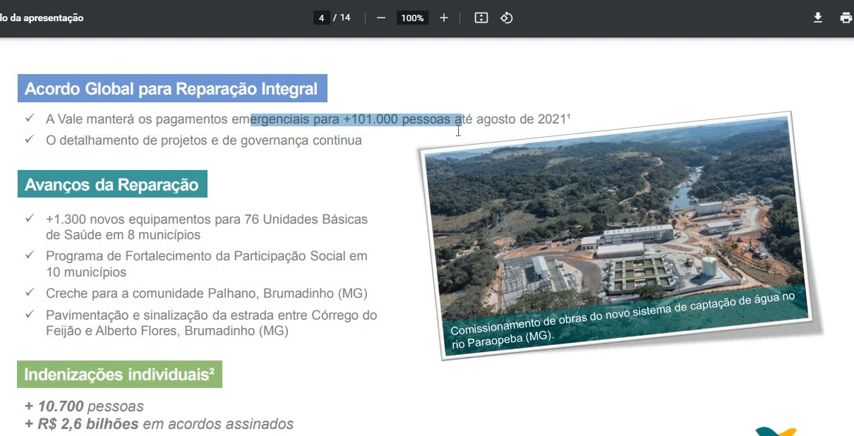 lo da apresentação
4 / 14
100%
Acordo Global para Reparação Integral
✓ A Vale manterá os pagamentos emergenciais para +101.000 pessoas até agosto de 2021¹
✓ O detalhamento de projetos e de governança continua
Avanços da Reparação
✓ +1.300 novos equipamentos para 76 Unidades Básicas
de Saúde em 8 municípios
✓ Programa de Fortalecimento da Participação Social em
10 municípios
✓ Creche para a comunidade Palhano, Brumadinho (MG)
✓ Pavimentação e sinalização da estrada entre Córrego do
Feijão e Alberto Flores, Brumadinho (MG)
Comissionamento de obras do novo sistema de captação de água no
rio Paraopeba (MG).
Indenizações individuais²
+ 10.700 pessoas
+ R$ 2,6 bilhões em acordos assinados